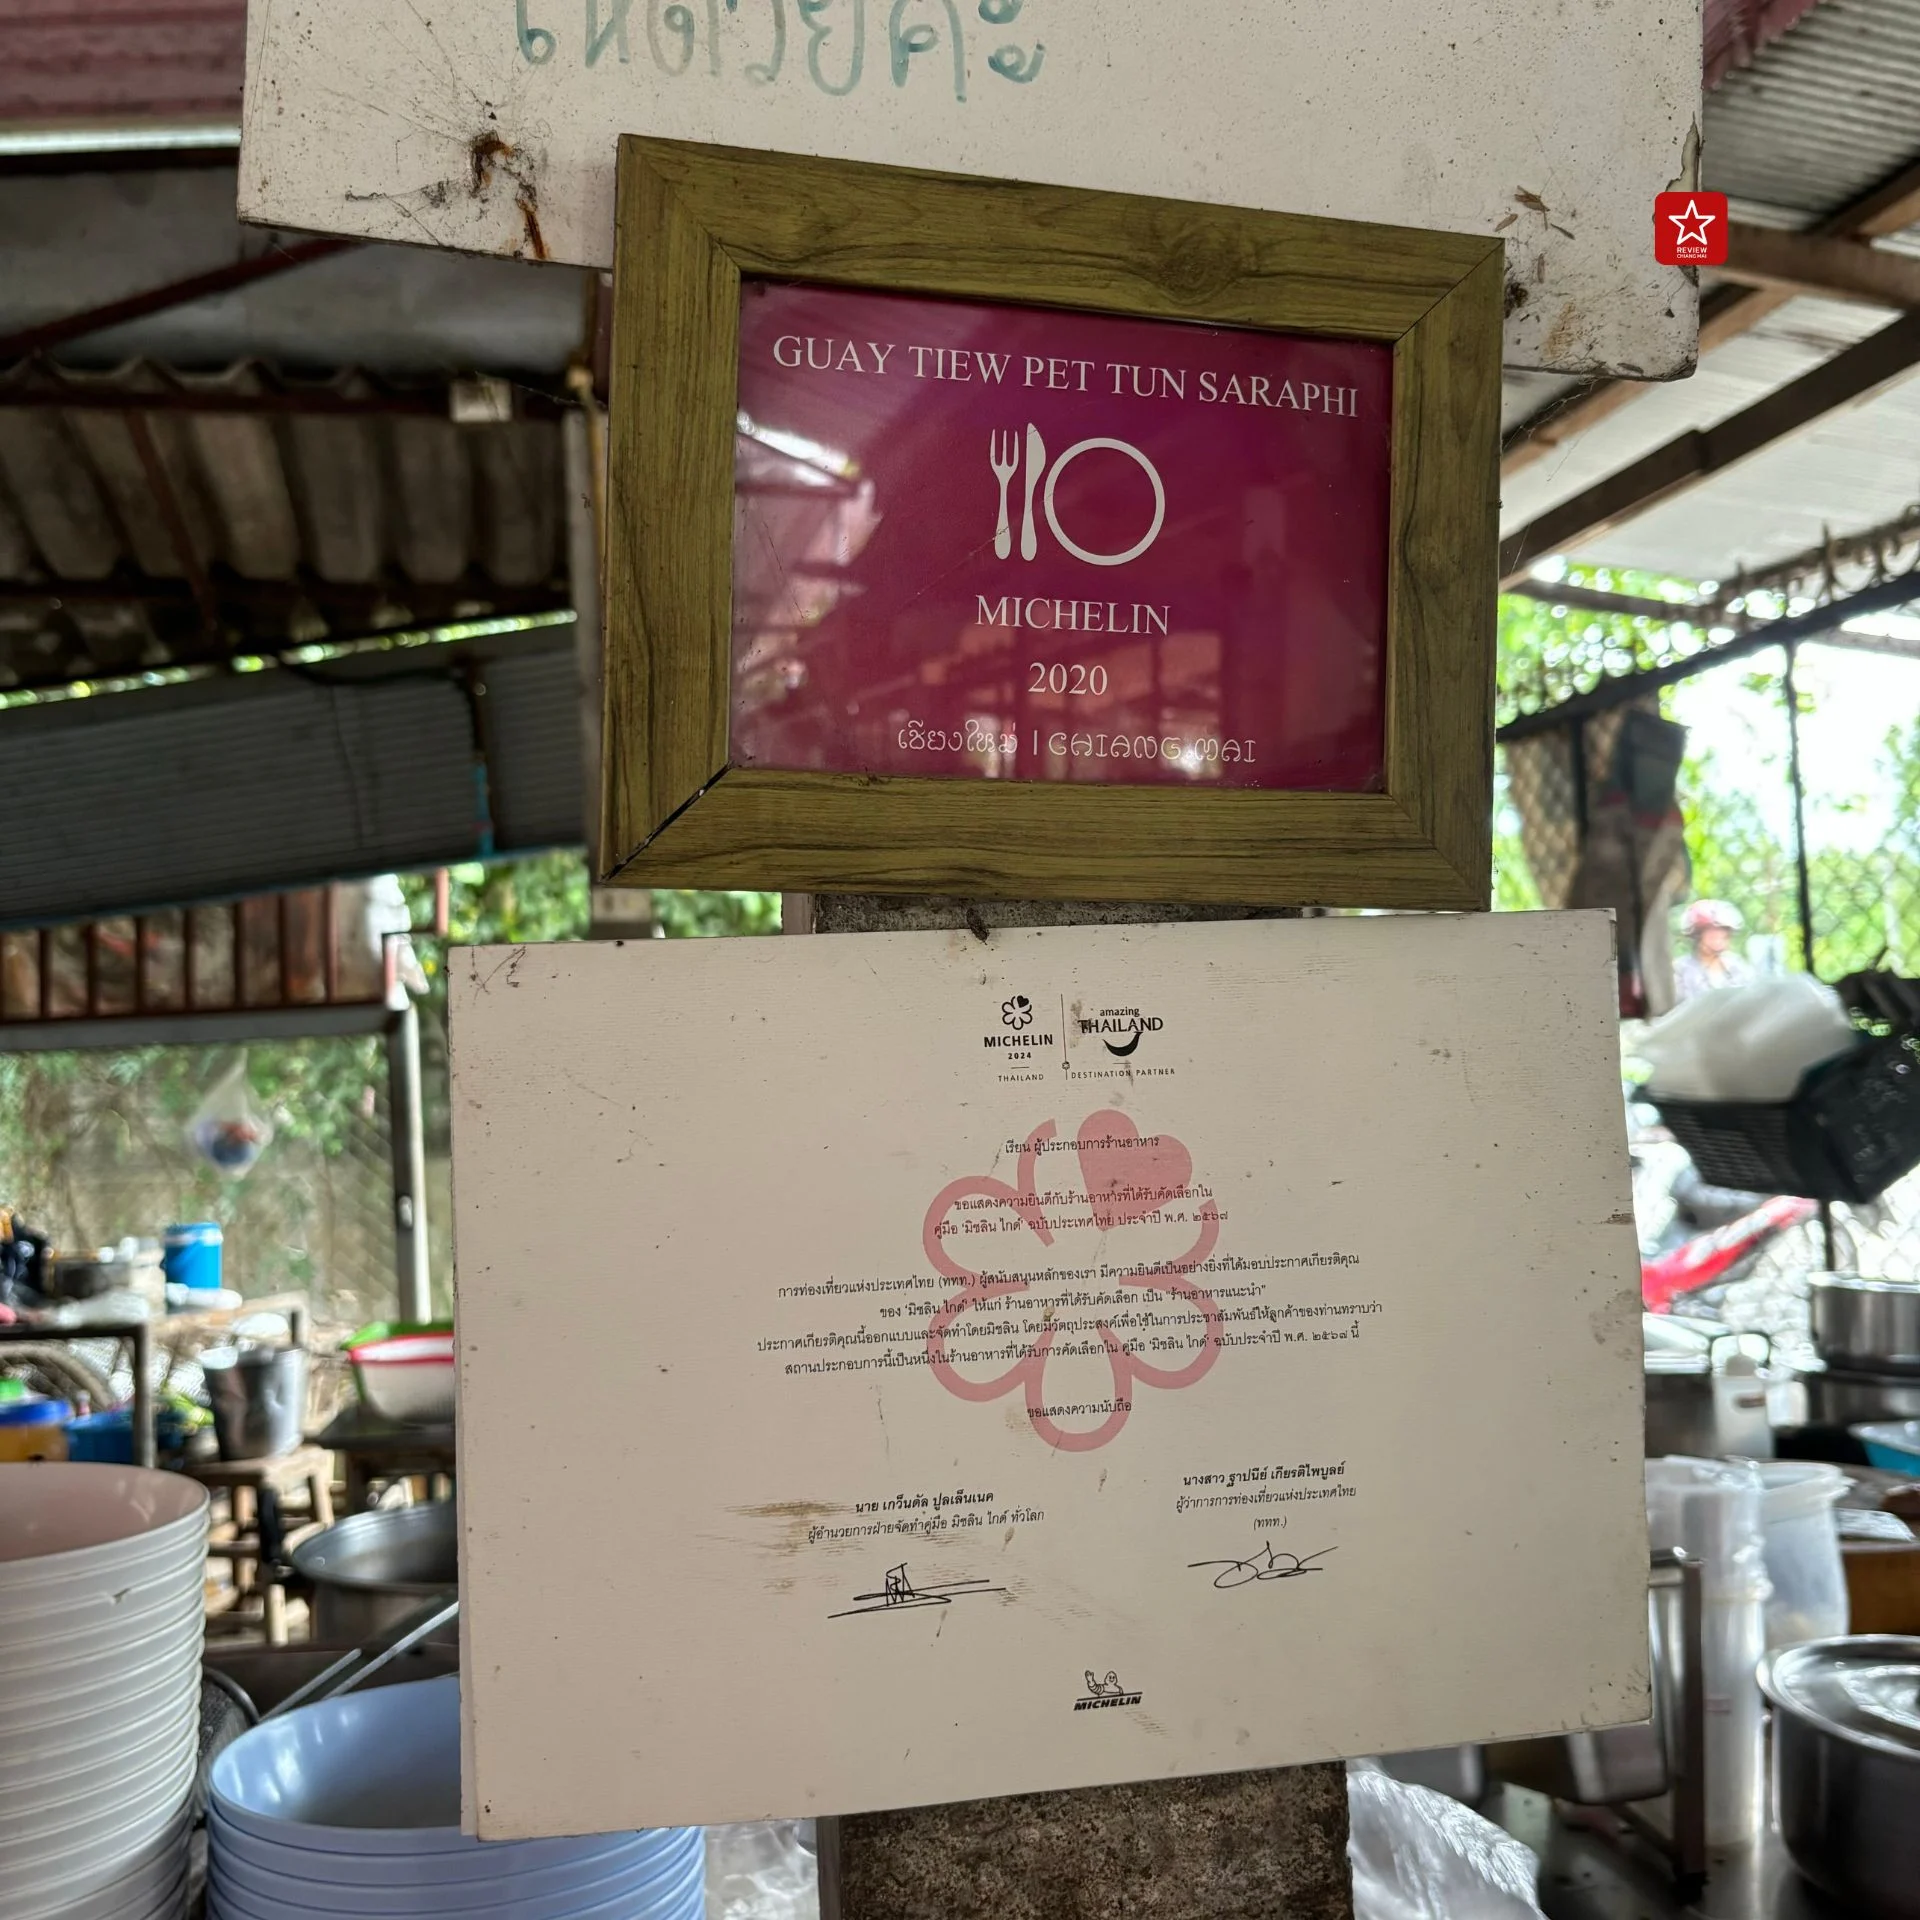 ให้ด้วยค่ะ
REVIEW
CHIANG MAI
GUAY TIEW PET TUN SARAPHI
MICHELIN
2020
เชียงใหม่ | CHIANG MAI
MICHELIN
2024
THAILAND
amazing
THAILAND
DESTINATION PARTNER
เรียน ผู้ประกอบการร้านอาหาร
ขอแสดงความยินดีกับร้านอาหารที่ได้รับคัดเลือกใน
คู่มือ ‘มิชลิน ไกด์’ ฉบับประเทศไทย ประจำปี พ.ศ. ๒๕๖๗
การท่องเที่ยวแห่งประเทศไทย (ททท.) ผู้สนับสนุนหลักของเรา มีความยินดีเป็นอย่างยิ่งที่ได้มอบประกาศเกียรติคุณ
ของ ‘มิชลิน ไกด์’ ให้แก่ ร้านอาหารที่ได้รับคัดเลือก เป็น “ร้านอาหารแนะนำ”
ประกาศเกียรติคุณนี้ออกแบบและจัดทำโดยมิชลิน โดยมีวัตถุประสงค์เพื่อใช้ในการประชาสัมพันธ์ให้ลูกค้าของท่านทราบว่า
สถานประกอบการนี้เป็นหนึ่งในร้านอาหารที่ได้รับการคัดเลือกใน คู่มือ ‘มิชลิน ไกด์’ ฉบับประจำปี พ.ศ. ๒๕๖๗ นี้
ขอแสดงความนับถือ
นาย เกว็นดัล ปูลเล็นเนค
ผู้อำนวยการฝ่ายจัดทำคู่มือ มิชลิน ไกด์ ทั่วโลก
นางสาว ฐาปนีย์ เกียรติไพบูลย์
ผู้ว่าการการท่องเที่ยวแห่งประเทศไทย
(ททท.)
MICHELIN